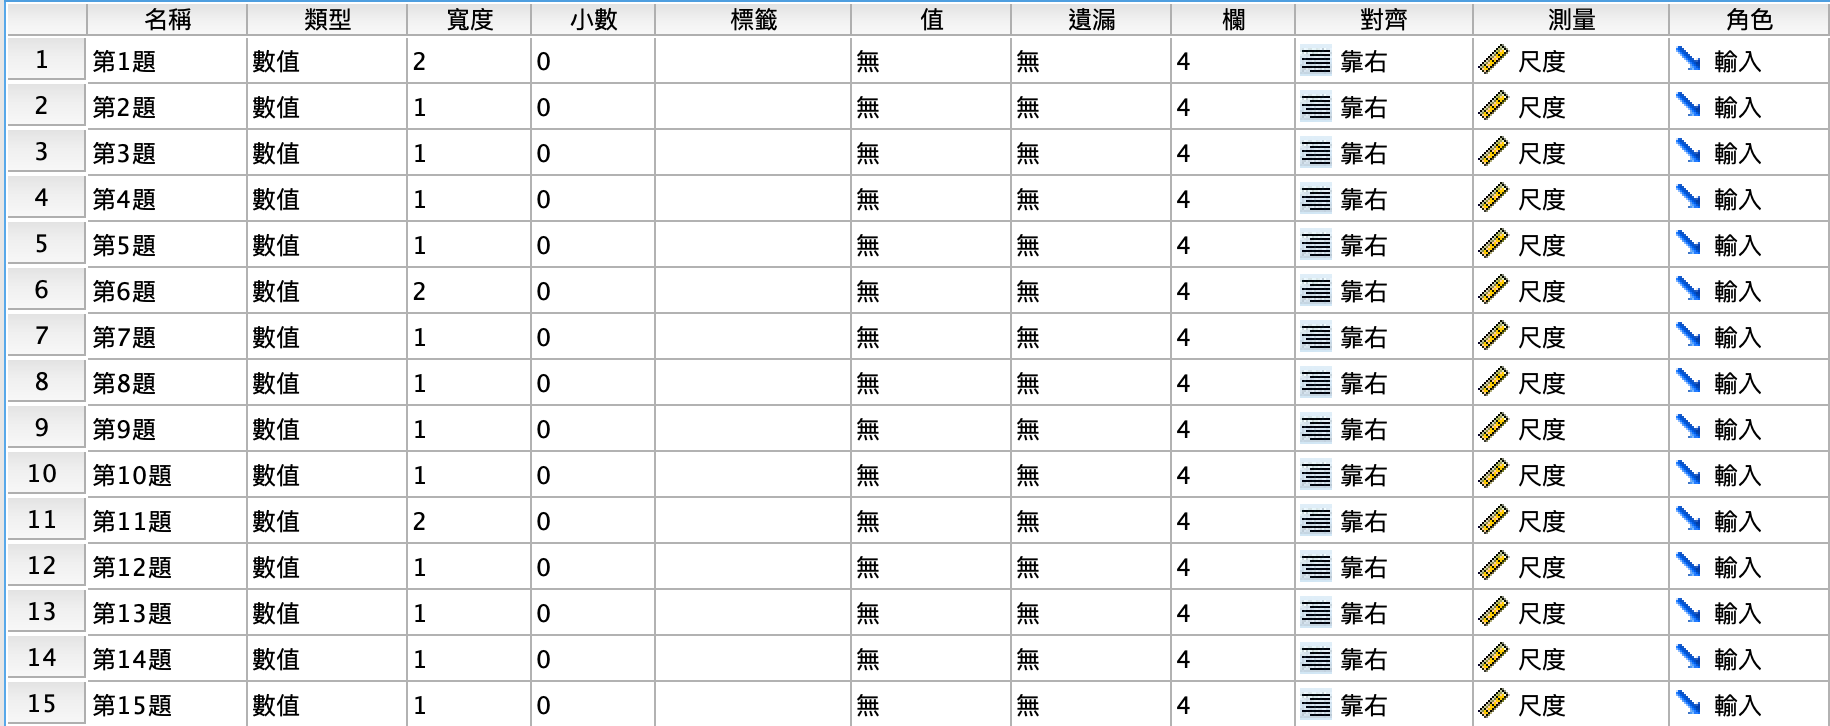 名稱 類型 寬度 小數 標籤 值 遺漏 欄 對齊 測量 角色
1 第1題 數值 2 0 無 無 4 靠右 尺度 輸入
2 第2題 數值 1 0 無 無 4 靠右 尺度 輸入
3 第3題 數值 1 0 無 無 4 靠右 尺度 輸入
4 第4題 數值 1 0 無 無 4 靠右 尺度 輸入
5 第5題 數值 1 0 無 無 4 靠右 尺度 輸入
6 第6題 數值 2 0 無 無 4 靠右 尺度 輸入
7 第7題 數值 1 0 無 無 4 靠右 尺度 輸入
8 第8題 數值 1 0 無 無 4 靠右 尺度 輸入
9 第9題 數值 1 0 無 無 4 靠右 尺度 輸入
10 第10題 數值 1 0 無 無 4 靠右 尺度 輸入
11 第11題 數值 2 0 無 無 4 靠右 尺度 輸入
12 第12題 數值 1 0 無 無 4 靠右 尺度 輸入
13 第13題 數值 1 0 無 無 4 靠右 尺度 輸入
14 第14題 數值 1 0 無 無 4 靠右 尺度 輸入
15 第15題 數值 1 0 無 無 4 靠右 尺度 輸入